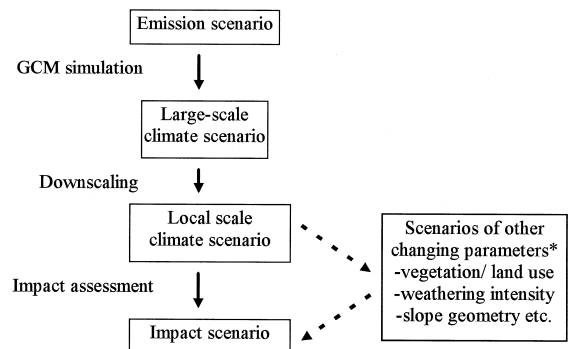 Emission scenario
GCM simulation
Large-scale
climate scenario
Downscaling
Local scale
climate scenario
Scenarios of other
changing parameters*
-vegetation/ land use
-weathering intensity
-slope geometry etc.
Impact assessment
Impact scenario